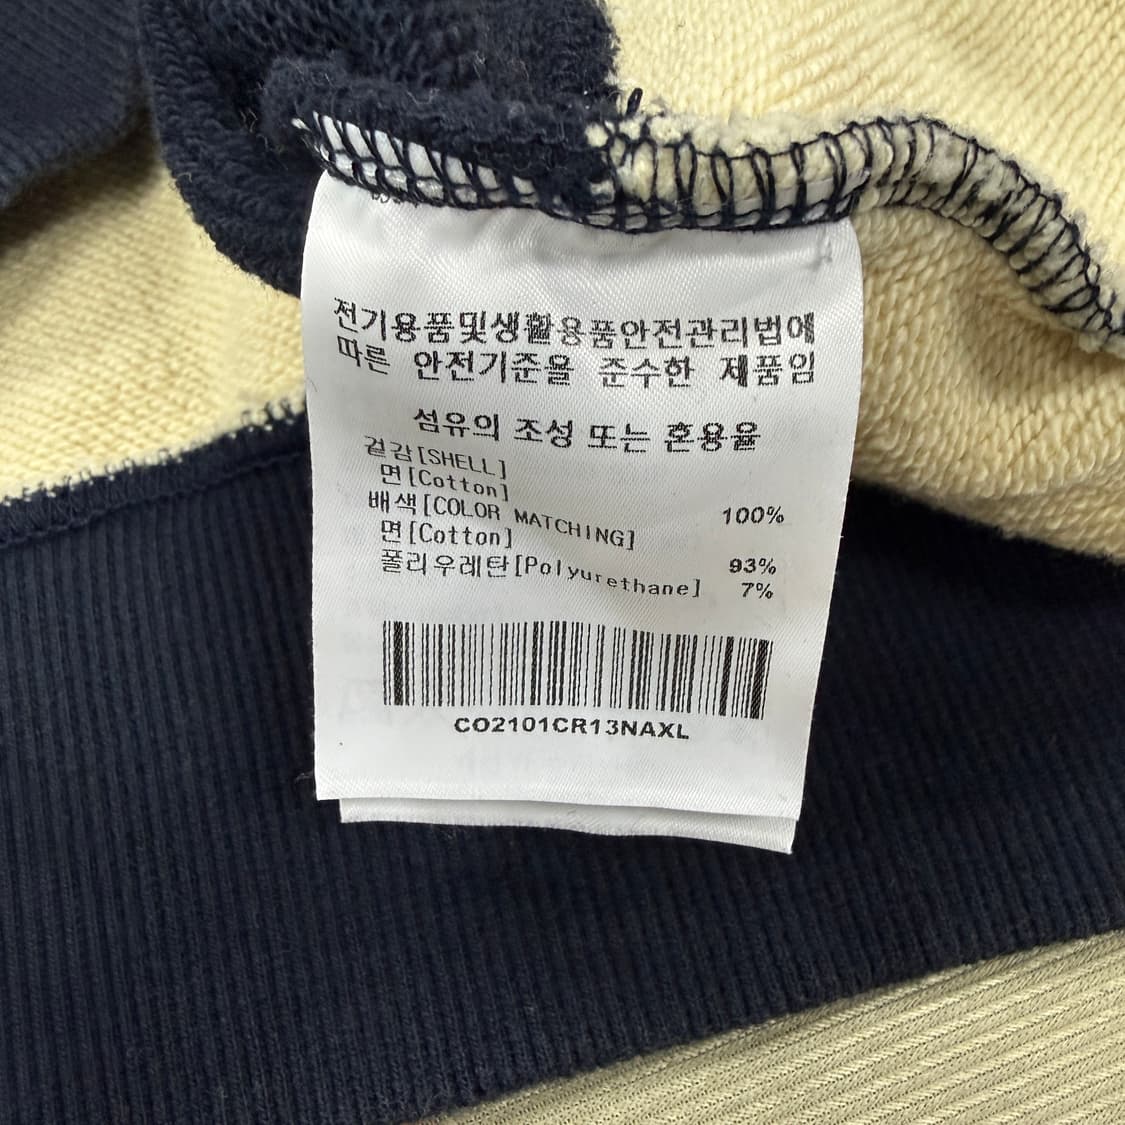 전기용품및생활용품안전관리법에
따른 안전기준을 준수한 제품임
섬유의 조성 또는 혼용율
겉감[SHELL]
면[Cotton] 100%
배색[COLOR MATCHING]
면[Cotton] 93%
폴리우레탄[Polyurethane] 7%
CO2101CR13NAXL